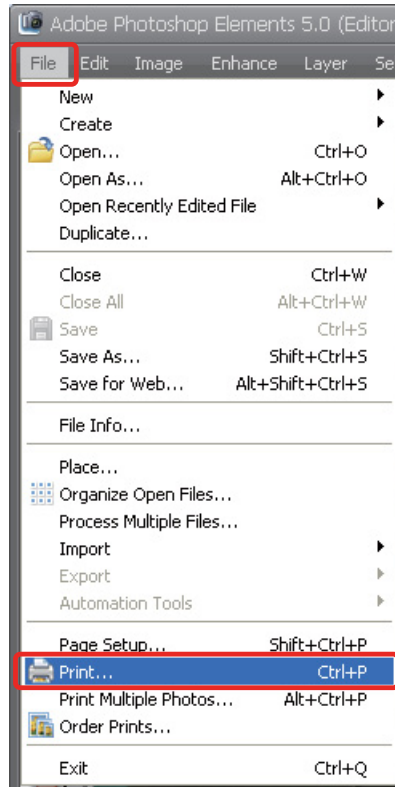 Adobe Photoshop Elements 5.0 (Editor
File Edit Image Enhance Layer Se
New
Create
Open... Ctrl+O
Open As... Alt+Ctrl+O
Open Recently Edited File
Duplicate...
Close Ctrl+W
Close All Alt+Ctrl+W
Save Ctrl+S
Save As... Shift+Ctrl+S
Save for Web... Alt+Shift+Ctrl+S
File Info...
Place...
Organize Open Files...
Process Multiple Files...
Import
Export
Automation Tools
Page Setup... Shift+Ctrl+P
Print... Ctrl+P
Print Multiple Photos... Alt+Ctrl+P
Order Prints...
Exit Ctrl+Q